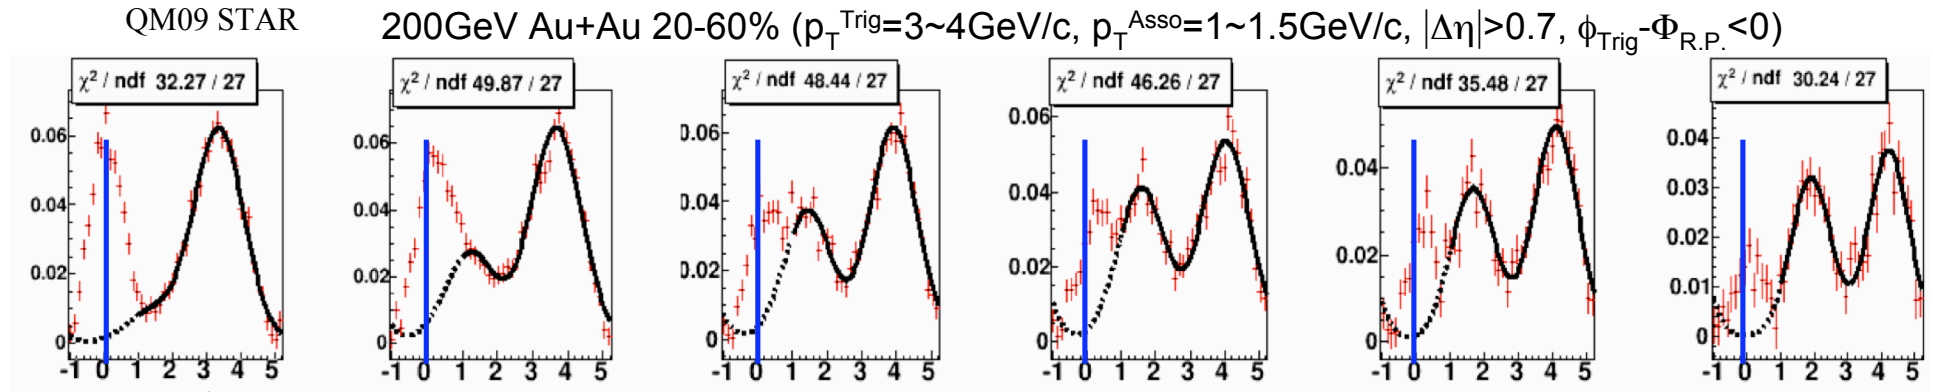 QM09 STAR 200GeV Au+Au 20-60% (pT^Trig=3~4GeV/c, pT^Asso=1~1.5GeV/c, |Δη|>0.7, ϕTrig-ΦR.P.<0)
χ² / ndf 32.27 / 27 χ² / ndf 49.87 / 27 χ² / ndf 48.44 / 27 χ² / ndf 46.26 / 27 χ² / ndf 35.48 / 27 χ² / ndf 30.24 / 27
0.06 0.06 0.06 0.06 0.04
0.04 0.04 0.04 0.04 0.04 0.03
0.02 0.02 0.02 0.02 0.02 0.02
0.01
0 0 0 0 0 0
-1 0 1 2 3 4 5 -1 0 1 2 3 4 5 -1 0 1 2 3 4 5 -1 0 1 2 3 4 5 -1 0 1 2 3 4 5 -1 0 1 2 3 4 5